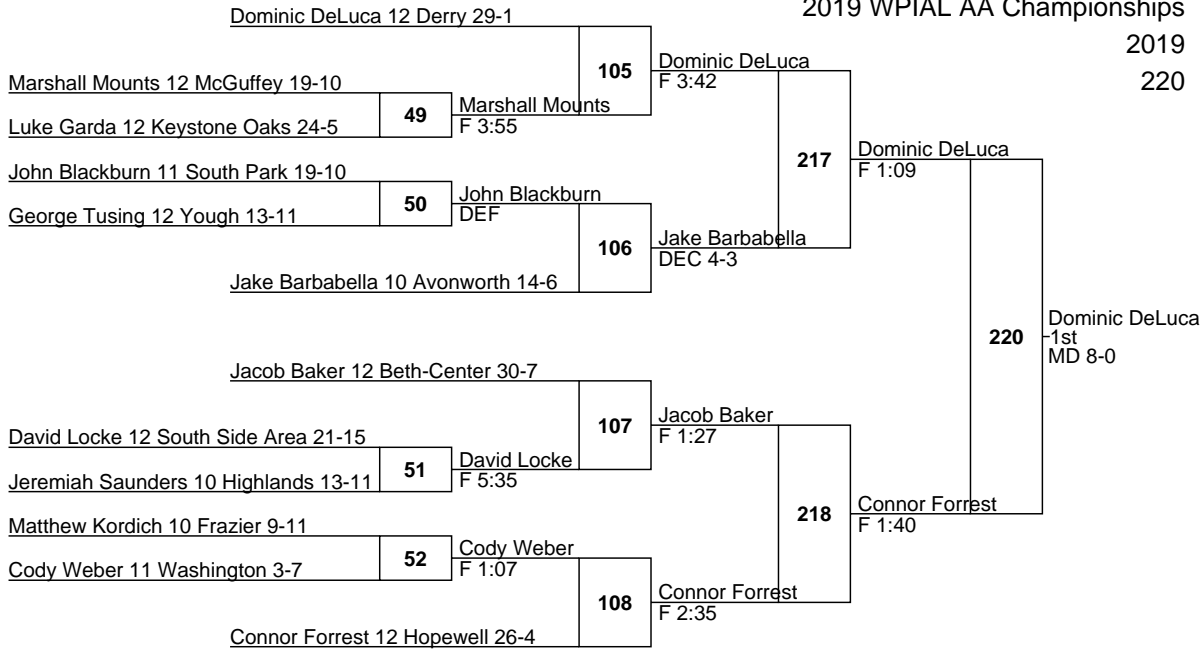 2019 WPIAL AA Championships
2019
220
Dominic DeLuca 12 Derry 29-1
105
Dominic DeLuca
F 3:42
Marshall Mounts 12 McGuffey 19-10
49
Marshall Mounts
F 3:55
Luke Garda 12 Keystone Oaks 24-5
217
Dominic DeLuca
F 1:09
John Blackburn 11 South Park 19-10
50
John Blackburn
DEF
George Tusing 12 Yough 13-11
106
Jake Barbabella
DEC 4-3
Jake Barbabella 10 Avonworth 14-6
220
Dominic DeLuca
1st
MD 8-0
Jacob Baker 12 Beth-Center 30-7
107
Jacob Baker
F 1:27
David Locke 12 South Side Area 21-15
51
David Locke
F 5:35
Jeremiah Saunders 10 Highlands 13-11
218
Connor Forrest
F 1:40
Matthew Kordich 10 Frazier 9-11
52
Cody Weber
F 1:07
Cody Weber 11 Washington 3-7
108
Connor Forrest
F 2:35
Connor Forrest 12 Hopewell 26-4